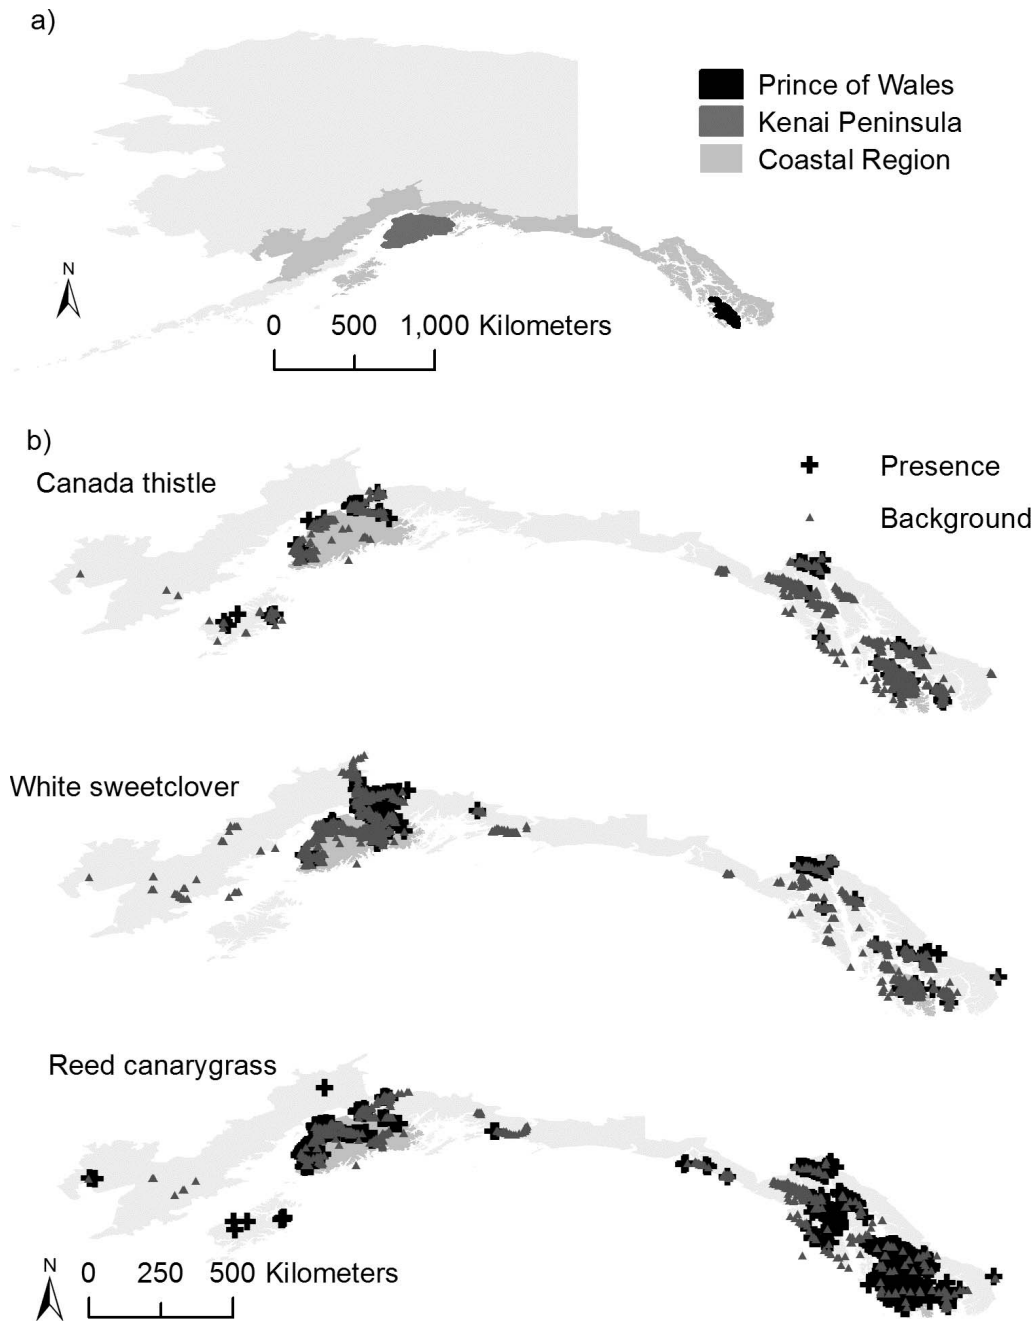 a)
Prince of Wales
Kenai Peninsula
Coastal Region
N
0 500 1,000 Kilometers
b)
Canada thistle
Presence
Background
White sweetclover
Reed canarygrass
N
0 250 500 Kilometers